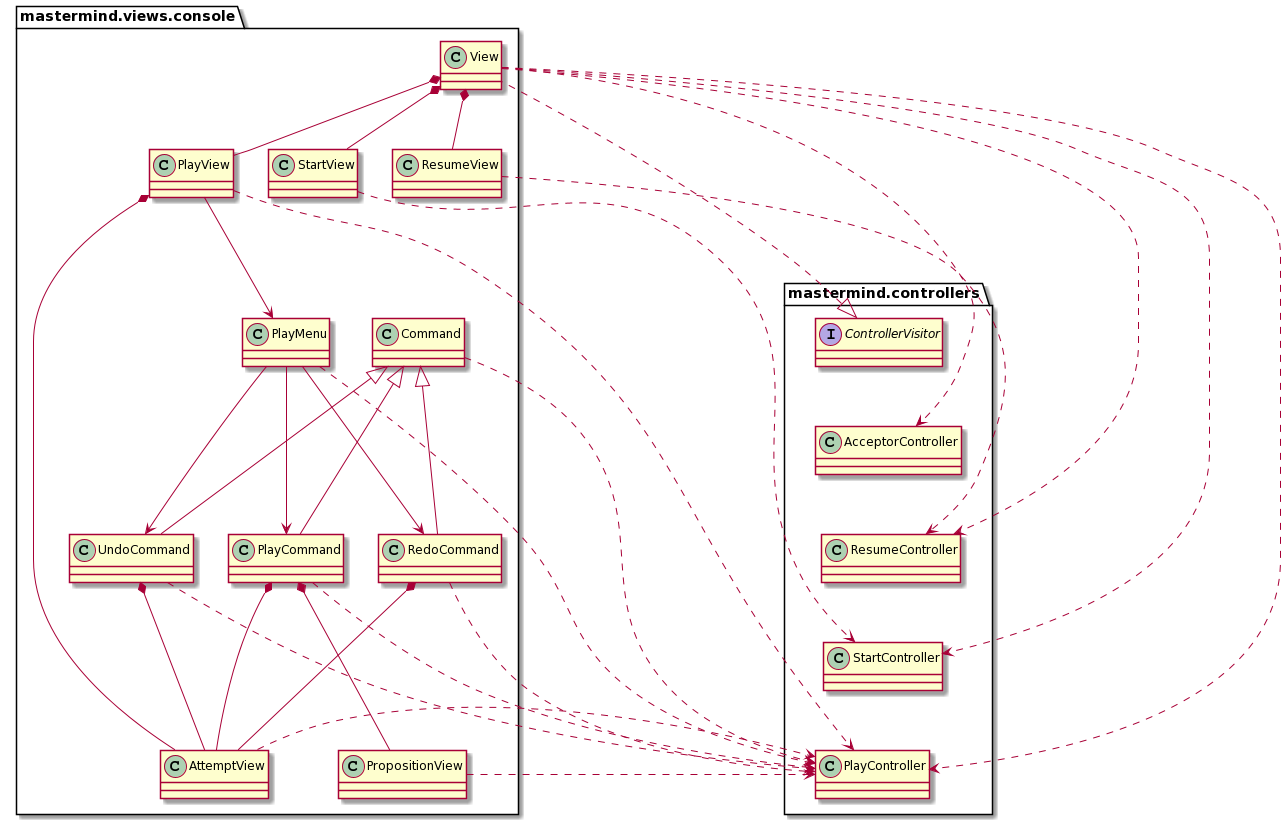 mastermind.views.console
C View
C PlayView
C StartView
C ResumeView
mastermind.controllers
C PlayMenu
C Command
I ControllerVisitor
C AcceptorController
C UndoCommand
C PlayCommand
C RedoCommand
C ResumeController
C StartController
C AttemptView
C PropositionView
C PlayController